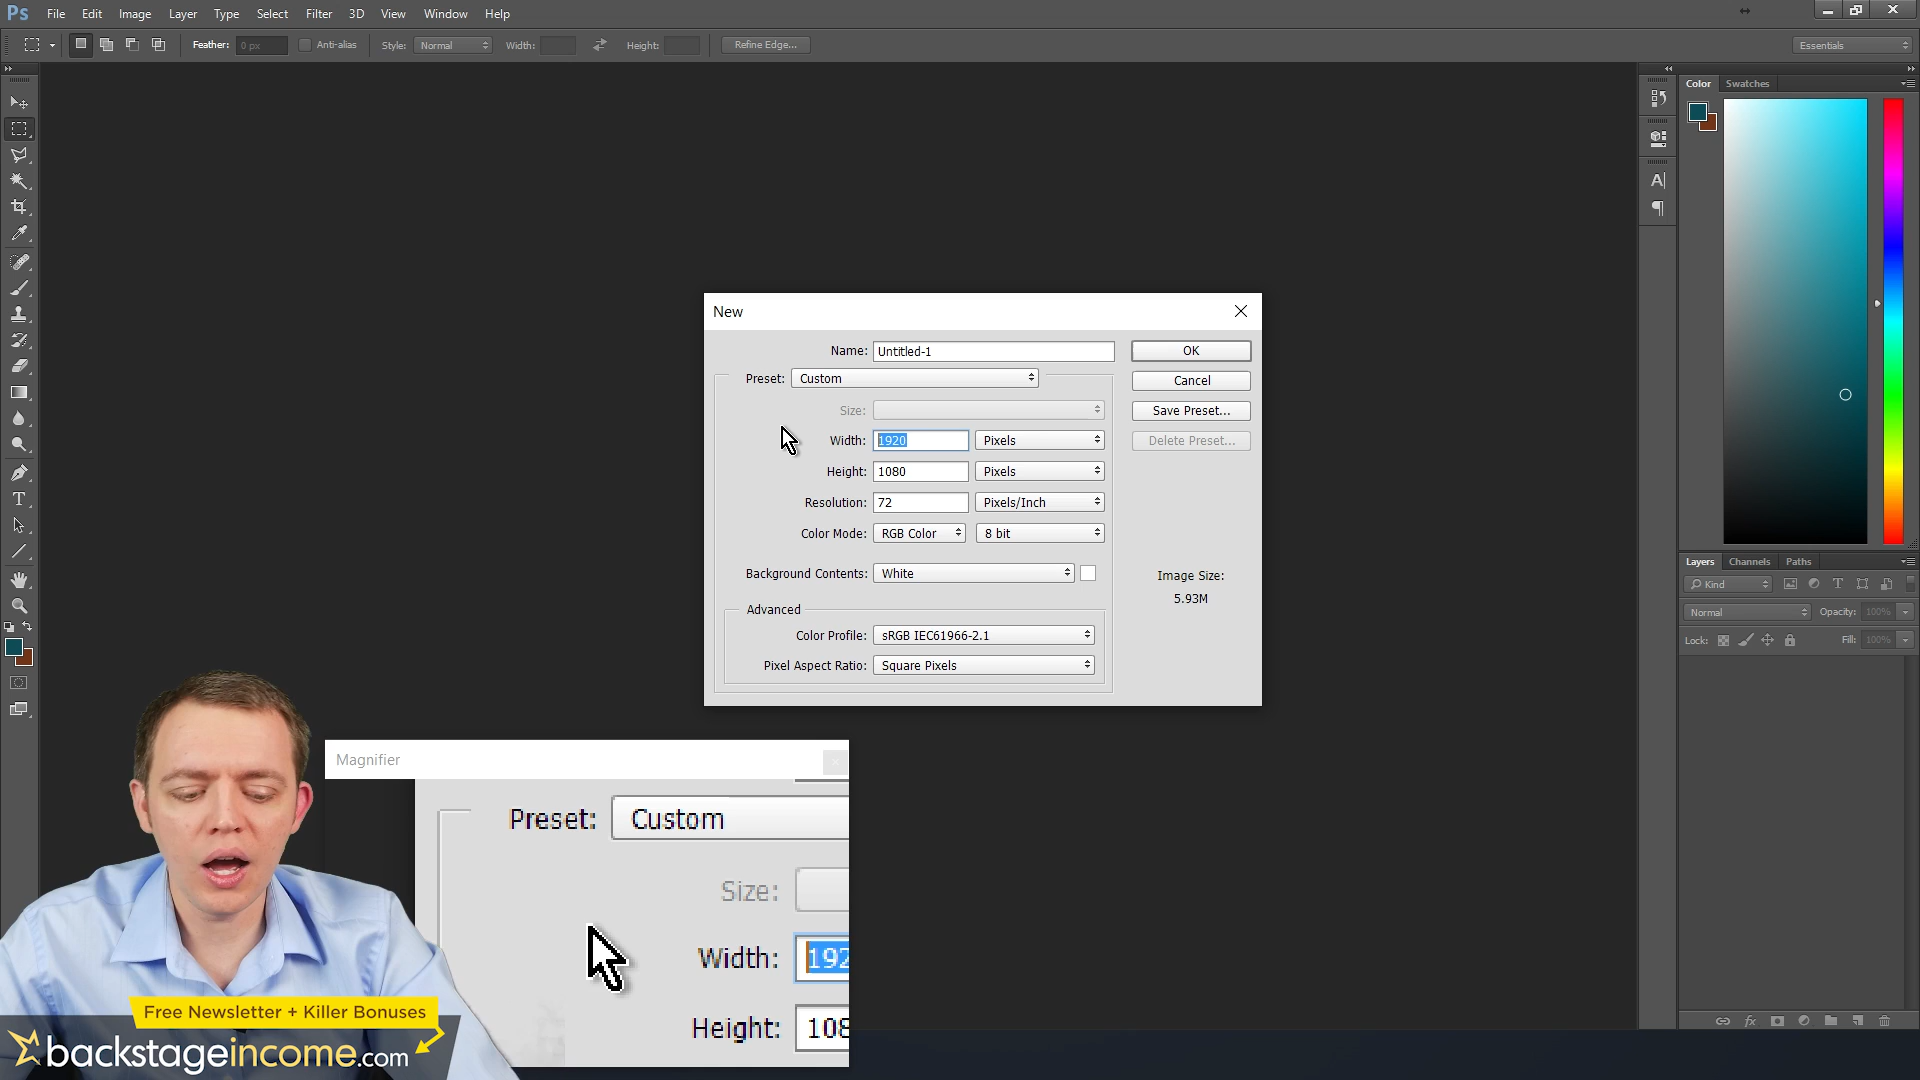 Ps File Edit Image Layer Type Select Filter 3D View Window Help
Feather: 0 px Anti-alias Style: Normal Width: Height: Refine Edge... Essentials
Color Swatches
New
Name: Untitled-1 OK
Preset: Custom Cancel
Size: Save Preset...
Width: 1920 Pixels Delete Preset...
Height: 1080 Pixels
Resolution: 72 Pixels/Inch
Color Mode: RGB Color 8 bit
Background Contents: White
Image Size:
5.93M
Advanced
Color Profile: sRGB IEC61966-2.1
Pixel Aspect Ratio: Square Pixels
Layers Channels Paths
Kind
Normal Opacity: 100%
Lock: Fill: 100%
Magnifier
Preset: Custom
Size:
Width: 192
Height: 108
Free Newsletter + Killer Bonuses
backstageincome.com